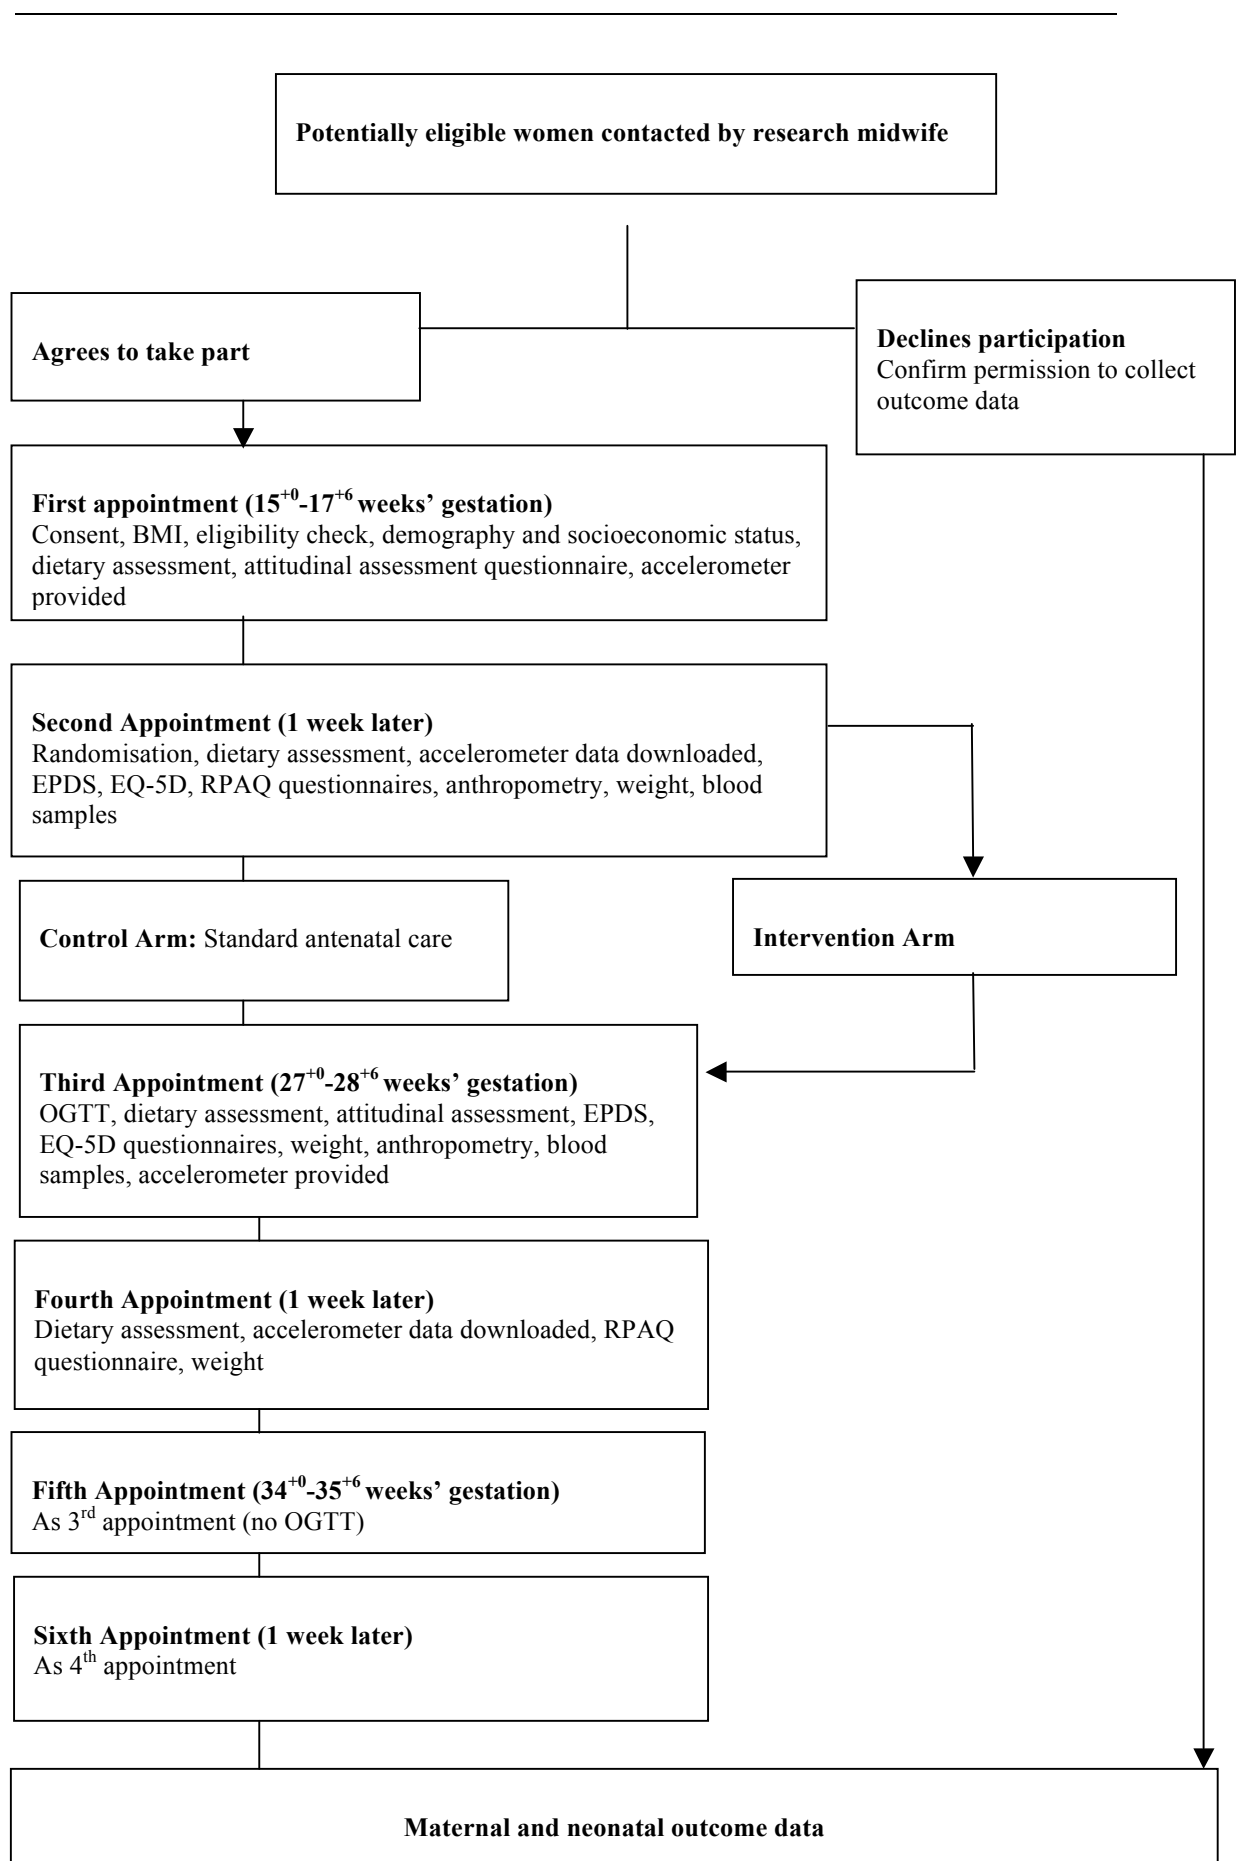 Potentially eligible women contacted by research midwife
Agrees to take part
Declines participation
Confirm permission to collect
outcome data
First appointment (15⁺⁰-17⁺⁶ weeks’ gestation)
Consent, BMI, eligibility check, demography and socioeconomic status,
dietary assessment, attitudinal assessment questionnaire, accelerometer
provided
Second Appointment (1 week later)
Randomisation, dietary assessment, accelerometer data downloaded,
EPDS, EQ-5D, RPAQ questionnaires, anthropometry, weight, blood
samples
Control Arm: Standard antenatal care
Intervention Arm
Third Appointment (27⁺⁰-28⁺⁶ weeks’ gestation)
OGTT, dietary assessment, attitudinal assessment, EPDS,
EQ-5D questionnaires, weight, anthropometry, blood
samples, accelerometer provided
Fourth Appointment (1 week later)
Dietary assessment, accelerometer data downloaded, RPAQ
questionnaire, weight
Fifth Appointment (34⁺⁰-35⁺⁶ weeks’ gestation)
As 3ʳᵈ appointment (no OGTT)
Sixth Appointment (1 week later)
As 4ᵗʰ appointment
Maternal and neonatal outcome data